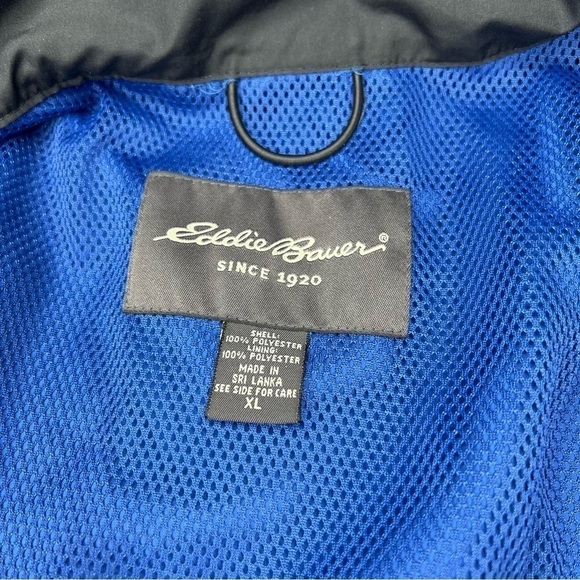 Eddie Bauer®
SINCE 1920
SHELL:
100% POLYESTER
LINING:
100% POLYESTER
MADE IN
SRI LANKA
SEE SIDE FOR CARE
XL